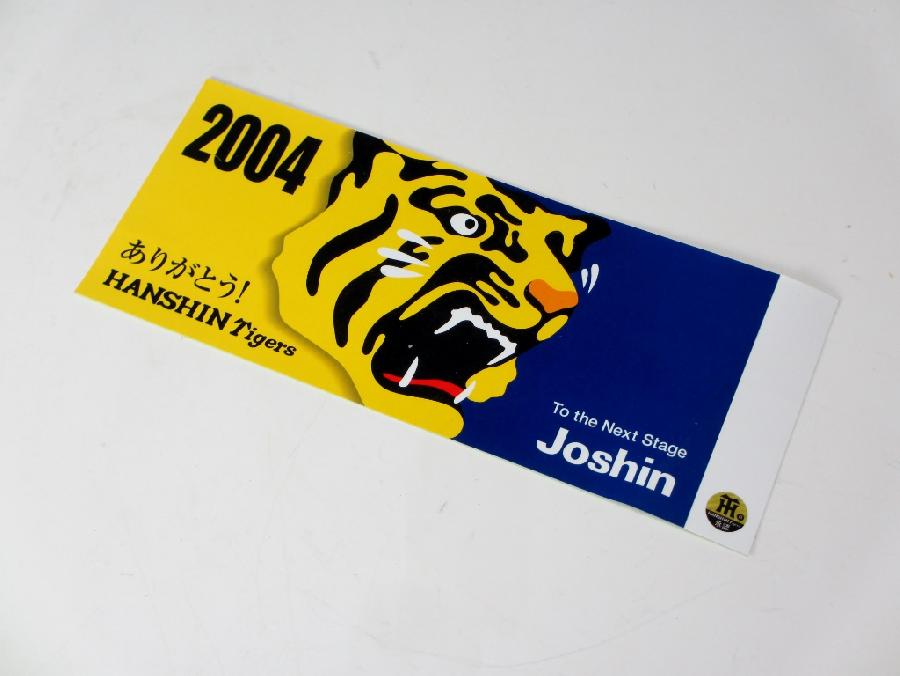 2004
ありがとう!
HANSHIN Tigers
To the Next Stage
Joshin